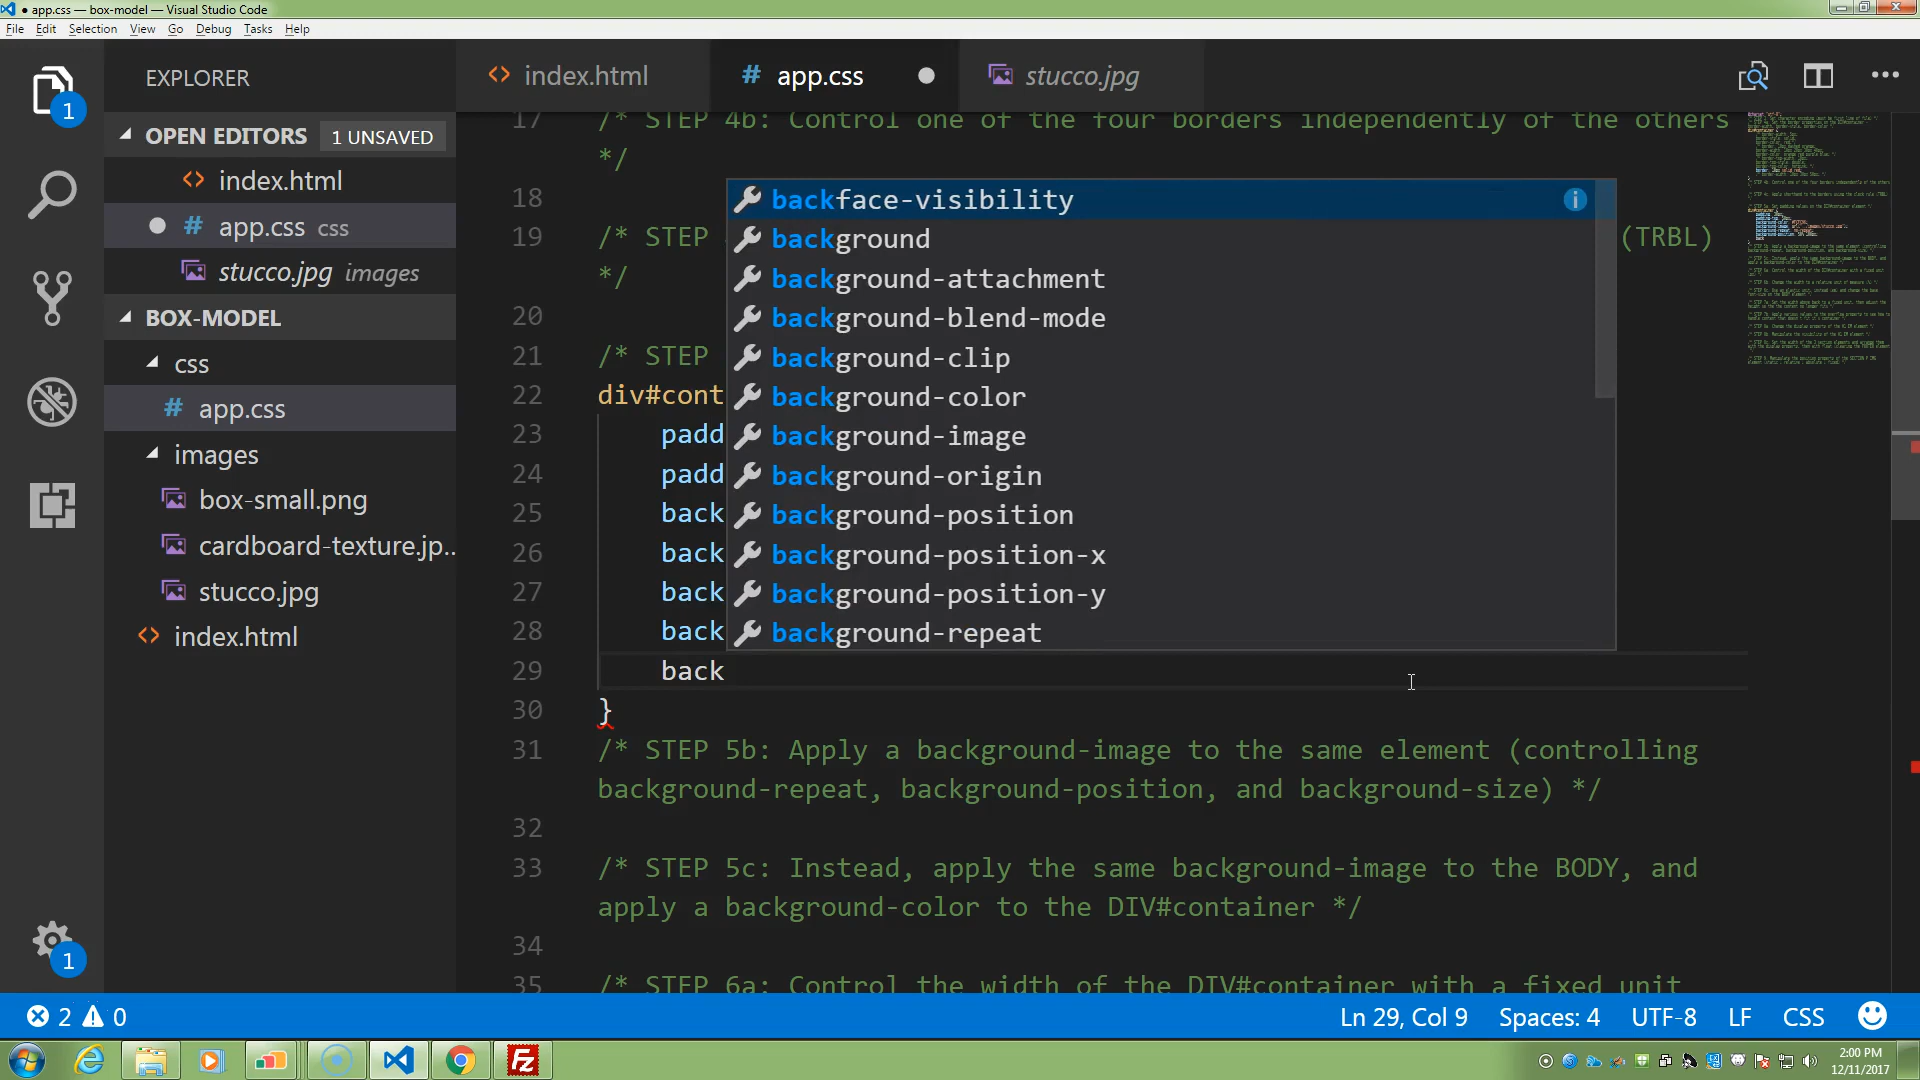 ● app.css — box-model — Visual Studio Code
File Edit Selection View Go Debug Tasks Help
EXPLORER
index.html
# app.css
stucco.jpg
1
OPEN EDITORS 1 UNSAVED
index.html
# app.css css
stucco.jpg images
BOX-MODEL
css
# app.css
images
box-small.png
cardboard-texture.jp...
stucco.jpg
index.html
1
17 /* STEP 4b: Control one of the four borders independently of the others
*/
18
19 /* STEP (TRBL)
*/
20
21 /* STEP
22 div#cont
23 padd
24 padd
25 back
26 back
27 back
28 back
29 back
30 }
backface-visibility
background
background-attachment
background-blend-mode
background-clip
background-color
background-image
background-origin
background-position
background-position-x
background-position-y
background-repeat
31 /* STEP 5b: Apply a background-image to the same element (controlling
background-repeat, background-position, and background-size) */
32
33 /* STEP 5c: Instead, apply the same background-image to the BODY, and
apply a background-color to the DIV#container */
34
35 /* STEP 6a: Control the width of the DIV#container with a fixed unit
2 0 Ln 29, Col 9 Spaces: 4 UTF-8 LF CSS
2:00 PM
12/11/2017